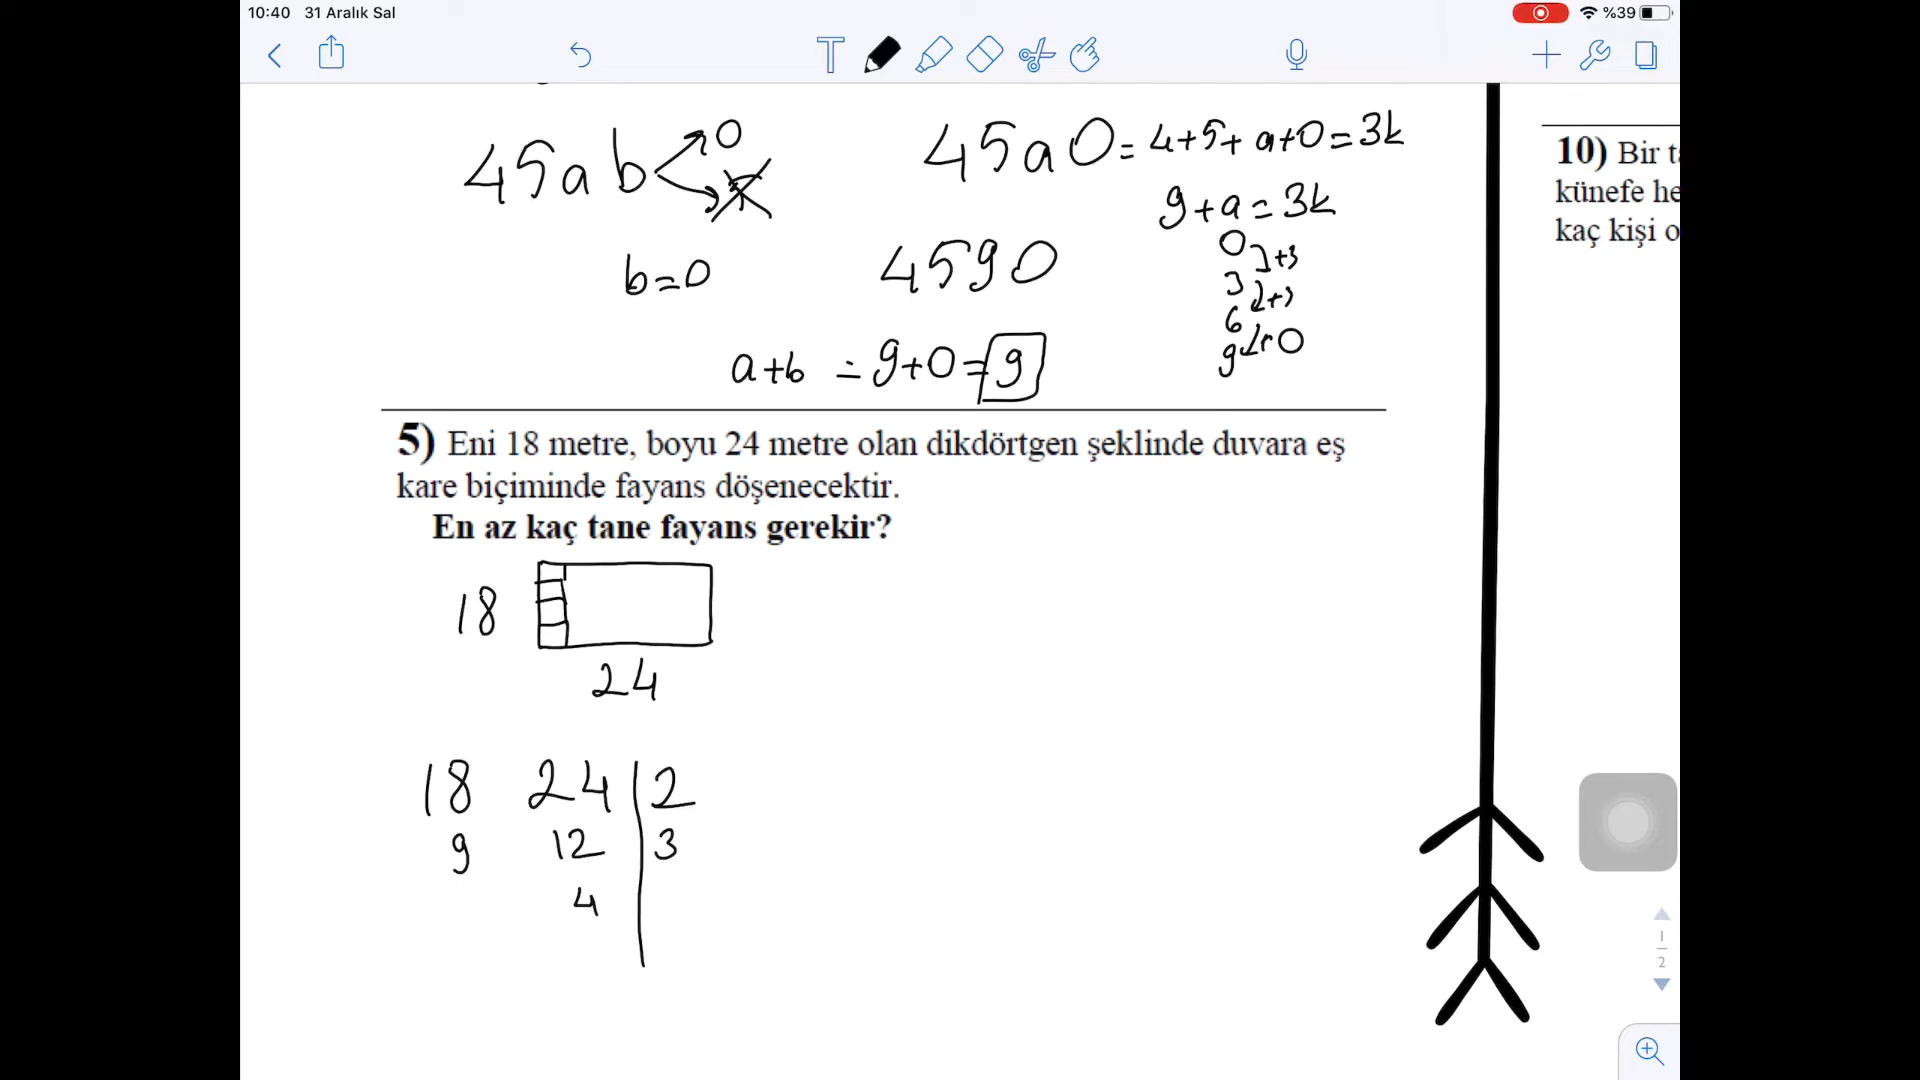 10:40 31 Aralık Sal
%39
45ab 0
45a0 = 4+5+a+0=3k
9+a=3k
b=0
4590
0
3 +3
6 +3
9
a+b = 9+0=9
5) Eni 18 metre, boyu 24 metre olan dikdörtgen şeklinde duvara eş
kare biçiminde fayans döşenecektir.
En az kaç tane fayans gerekir?
18
24
18 24 2
9 12 3
4
10) Bir t
künefe he
kaç kişi o
1
2